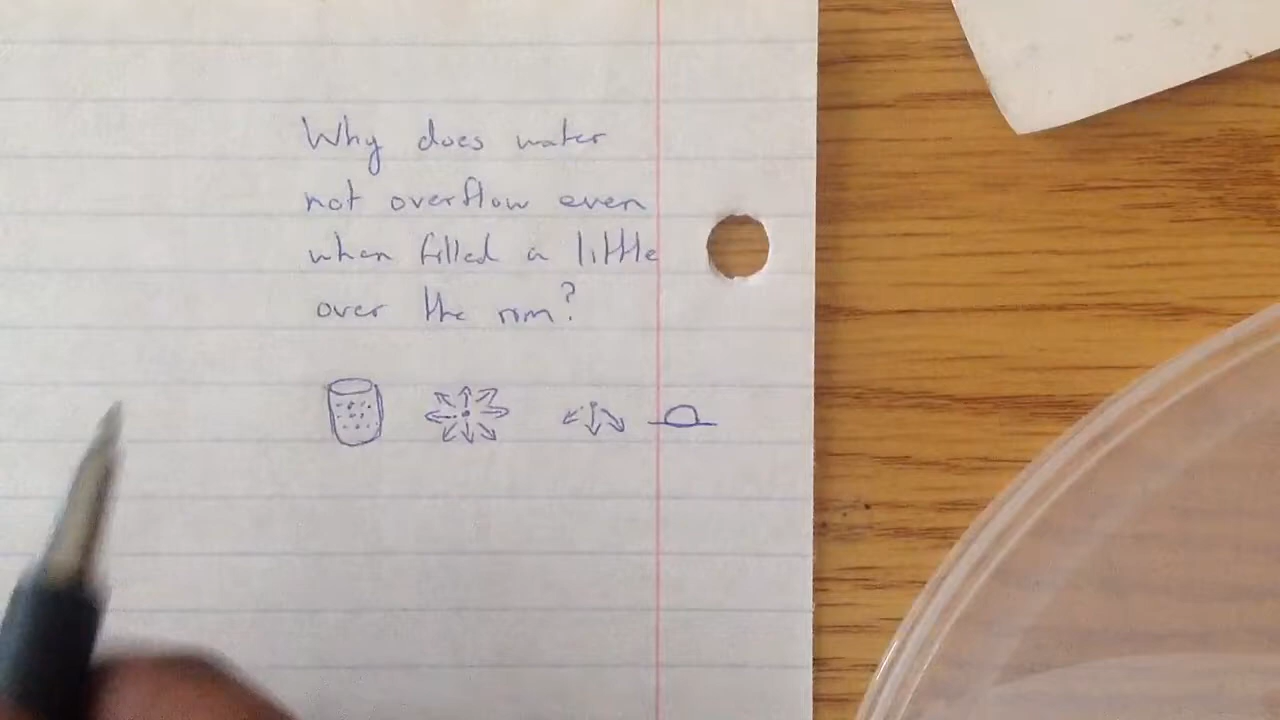 Why does water
not overflow even
when filled a little
over the rim?